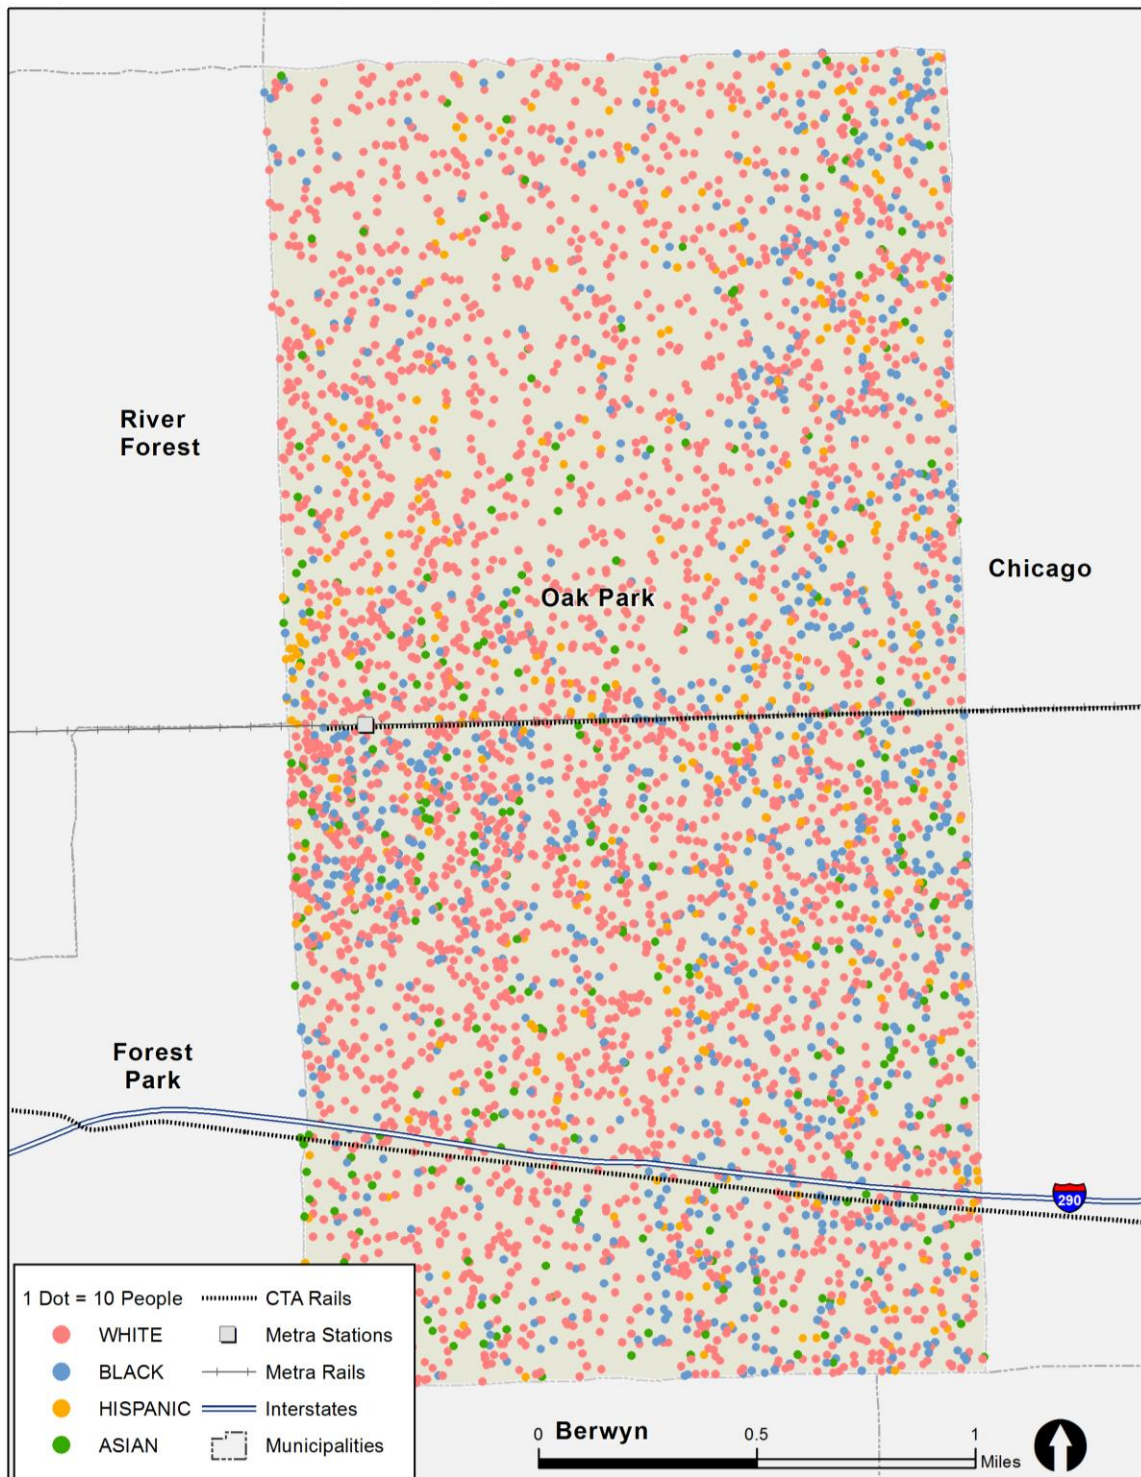 River
Forest
Oak Park
Chicago
Forest
Park
290
1 Dot = 10 People
CTA Rails
WHITE
Metra Stations
BLACK
Metra Rails
HISPANIC
Interstates
ASIAN
Municipalities
Berwyn
0 0.5 1
Miles